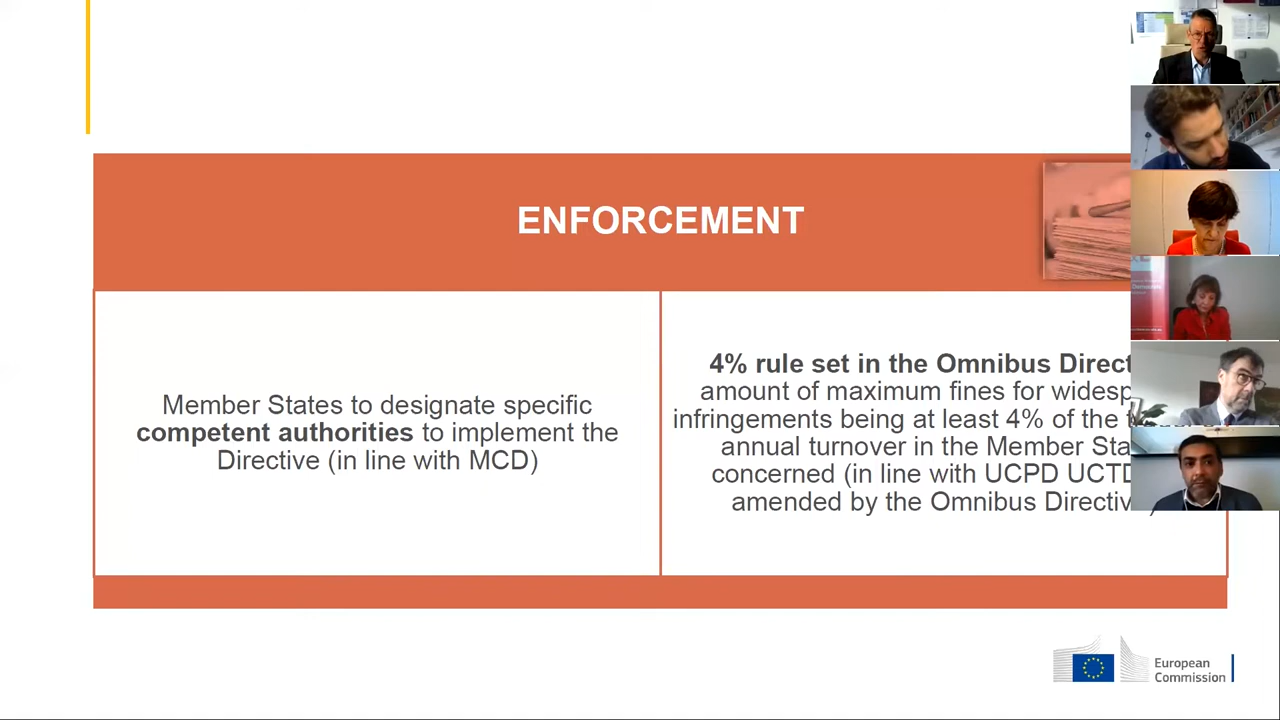 ENFORCEMENT
Member States to designate specific
competent authorities to implement the
Directive (in line with MCD)
4% rule set in the Omnibus
amount of maximum fines for
infringements being at least 4% of the
annual turnover in the Member
concerned (in line with UCPD
amended by the Omnibus
European
Commission